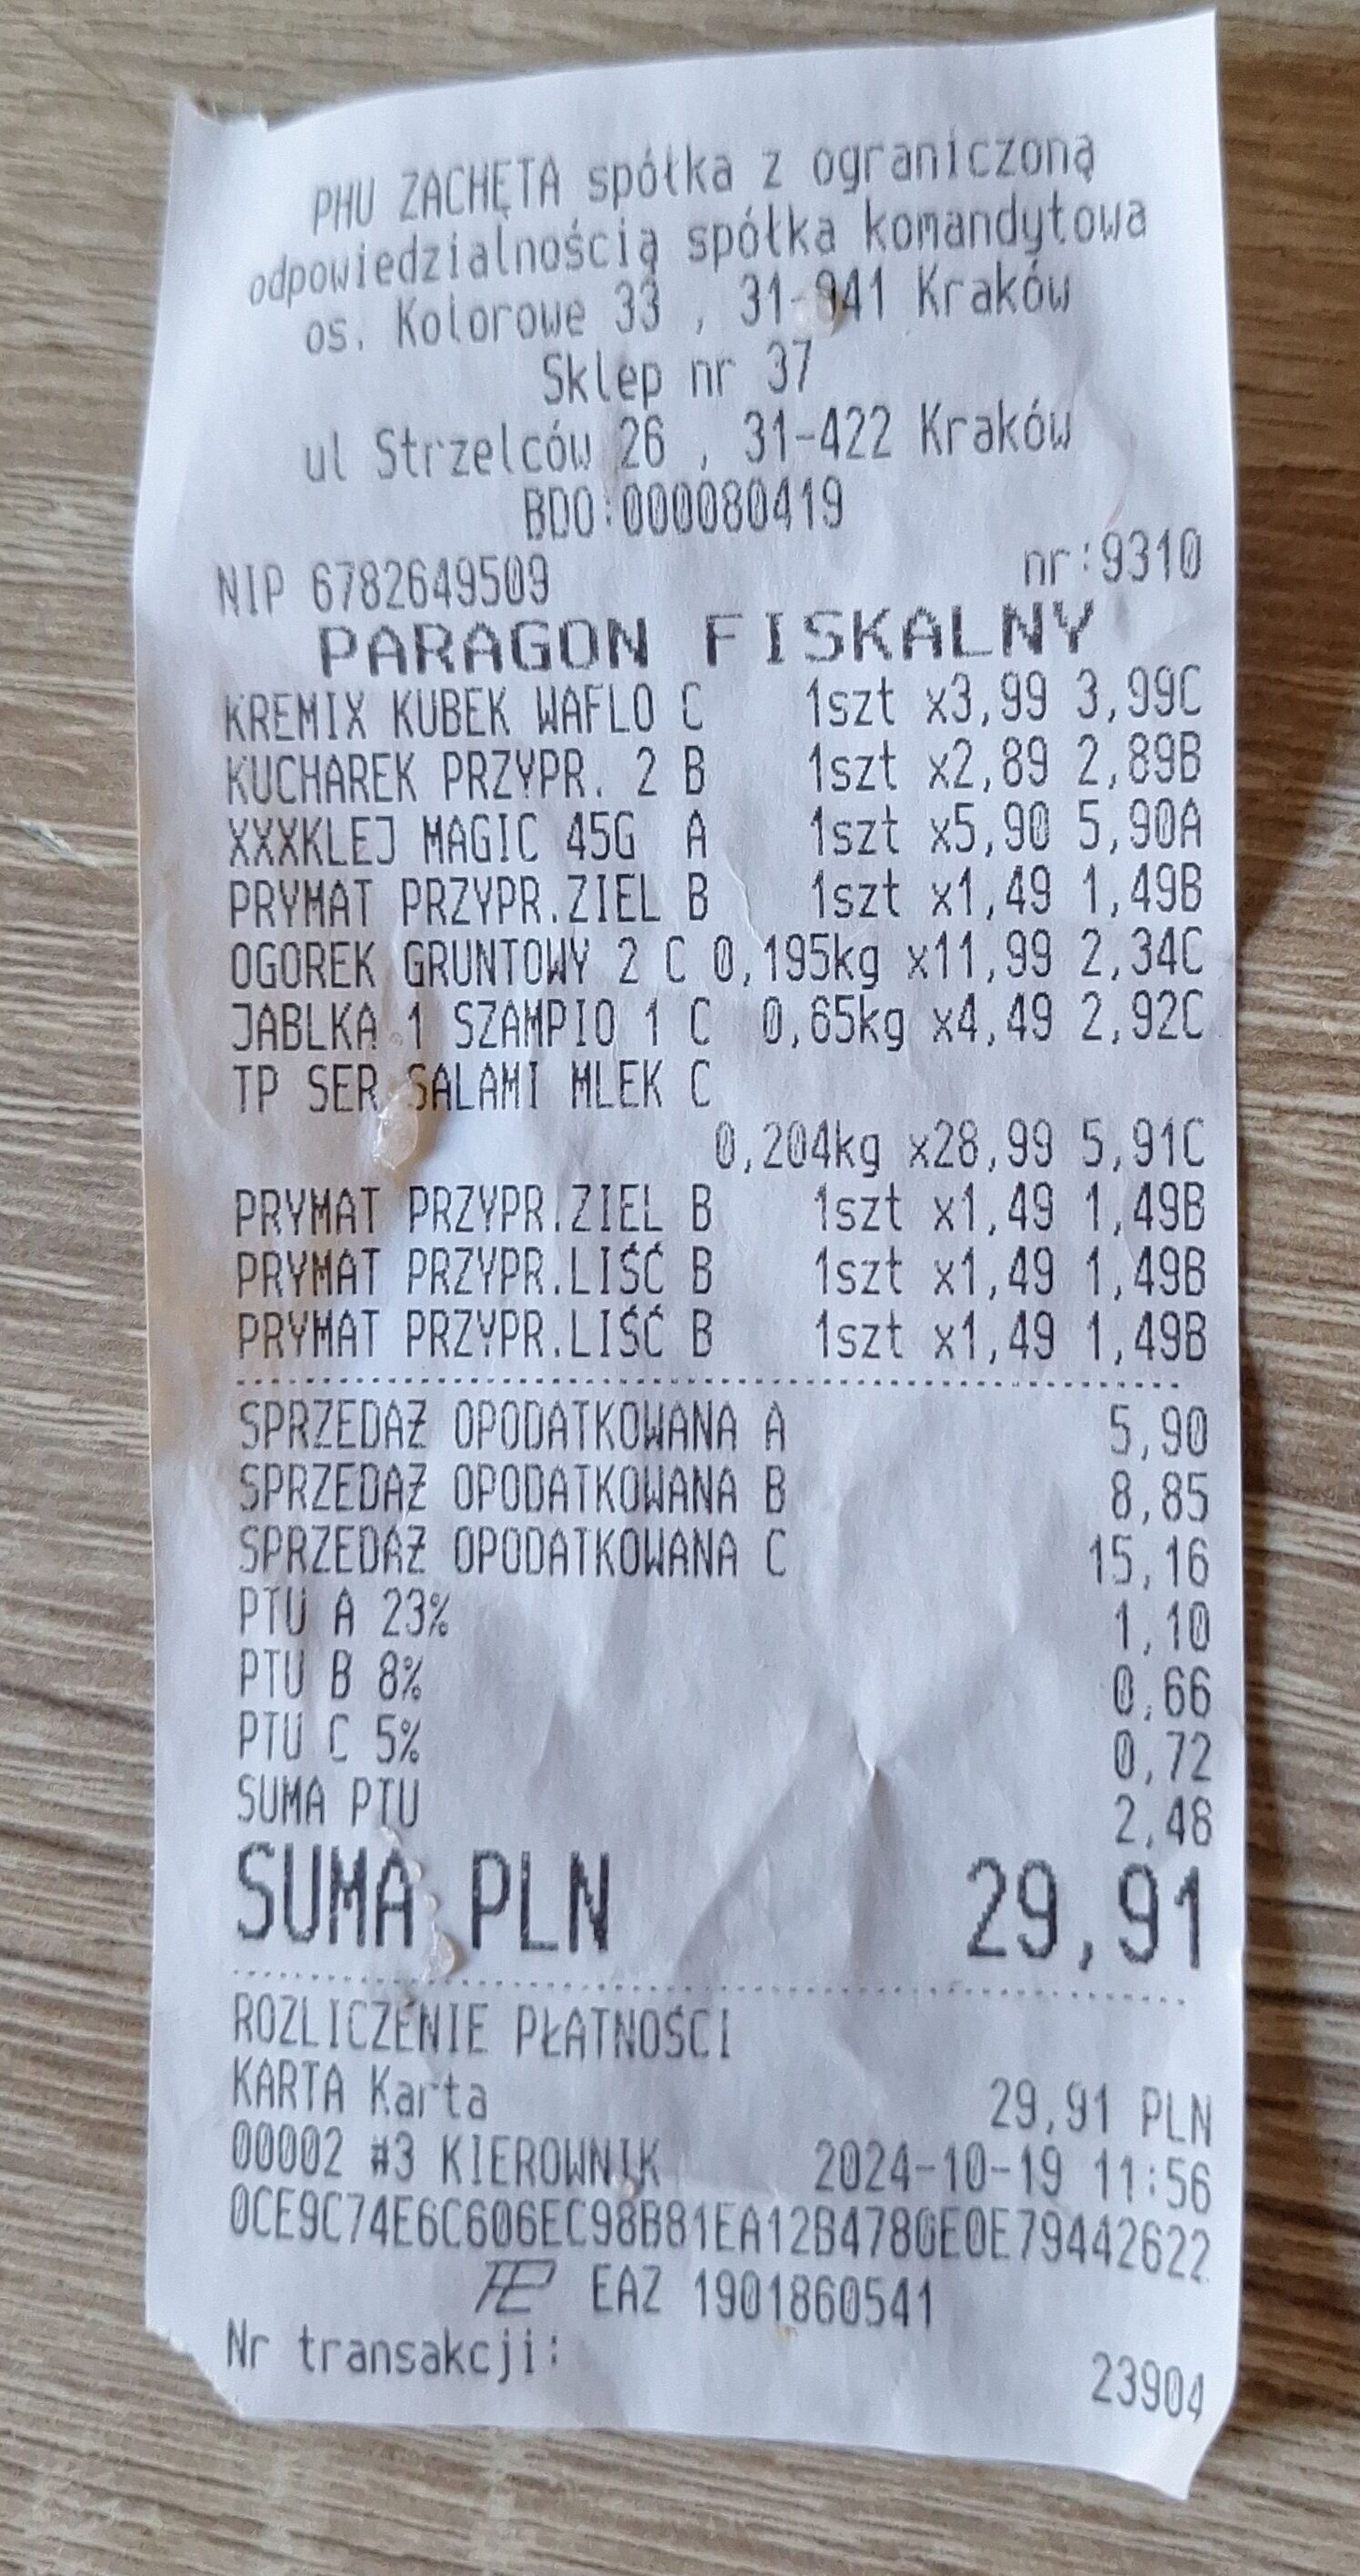 PHU ZACHĘTA spółka z ograniczoną
odpowiedzialnością spółka komandytowa
os. Kolorowe 33 , 31-941 Kraków
Sklep nr 37
ul Strzelców 26 , 31-422 Kraków
BDO:000080419
NIP 6782649509 nr:9310
PARAGON FISKALNY
KREMIX KUBEK WAFLO C 1szt x3,99 3,99C
KUCHAREK PRZYPR. 2 B 1szt x2,89 2,89B
XXXKLEJ MAGIC 45G A 1szt x5,90 5,90A
PRYMAT PRZYPR.ZIEL B 1szt x1,49 1,49B
OGOREK GRUNTOWY 2 C 0,195kg x11,99 2,34C
JABLKA 1 SZAMPIO 1 C 0,65kg x4,49 2,92C
TP SER SALAMI MLEK C
0,204kg x28,99 5,91C
PRYMAT PRZYPR.ZIEL B 1szt x1,49 1,49B
PRYMAT PRZYPR.LIŚĆ B 1szt x1,49 1,49B
PRYMAT PRZYPR.LIŚĆ B 1szt x1,49 1,49B
SPRZEDAŻ OPODATKOWANA A 5,90
SPRZEDAŻ OPODATKOWANA B 8,85
SPRZEDAŻ OPODATKOWANA C 15,16
PTU A 23% 1,10
PTU B 8% 0,66
PTU C 5% 0,72
SUMA PTU 2,48
SUMA PLN 29,91
ROZLICZENIE PŁATNOŚCI
KARTA Karta 29,91 PLN
00002 #3 KIEROWNIK 2024-10-19 11:56
0CE9C74E6C606EC98B81EA12B4780E0E79442622
EAZ 1901860541
Nr transakcji: 23904